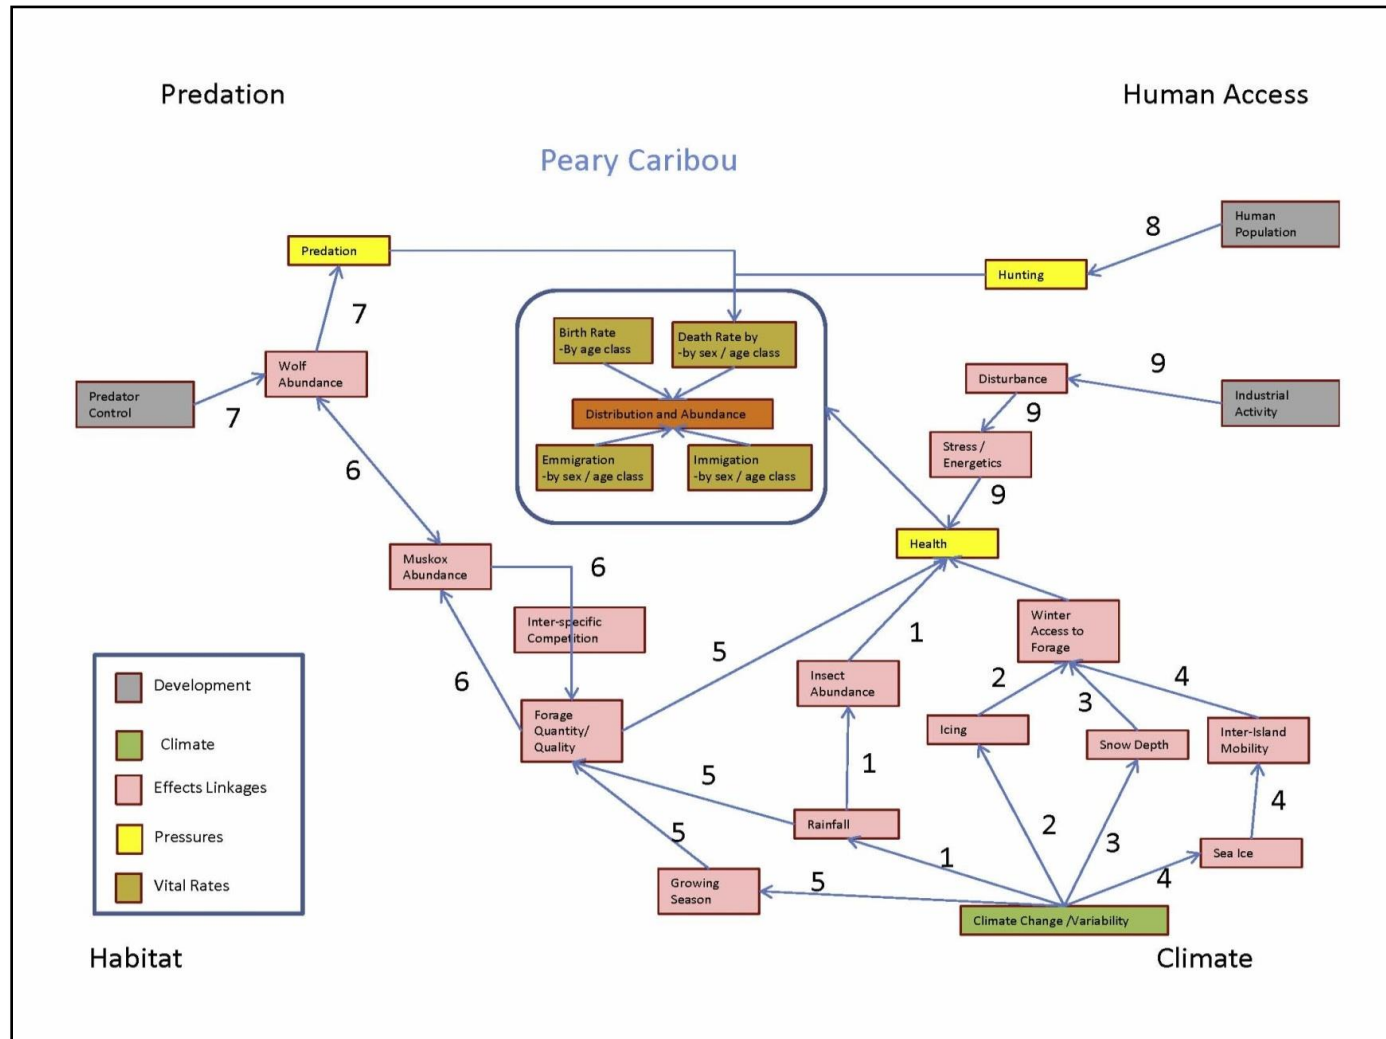 Predation
Human Access
Peary Caribou
Human
Population
8
Predation
Hunting
7
Birth Rate
-By age class
Death Rate by
-by sex / age class
Wolf
Abundance
9
Disturbance
Predator
Control
7
Industrial
Activity
Distribution and Abundance
9
Emmigration
-by sex / age class
Immigation
-by sex / age class
Stress /
Energetics
6
9
Health
Muskox
Abundance
6
Inter-specific
Competition
Winter
Access to
Forage
1
5
6
Insect
Abundance
2
3
4
Development
Climate
Effects Linkages
Pressures
Vital Rates
Forage
Quantity/
Quality
Icing
Snow Depth
Inter-Island
Mobility
5
1
4
Rainfall
2
3
Sea Ice
5
1
4
Growing
Season
5
Climate Change /Variability
Habitat
Climate